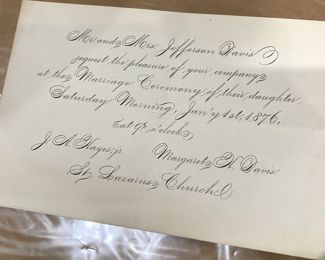 Mr and Mrs. Jefferson Davis
request the pleasure of your company
at the Marriage Ceremony of their daughter
Saturday Morning, Jan'y 1st, 1876,
at 9 o'clock
J. A. Hayes, jr. Margaret H. Davis
St. Lazarus Church